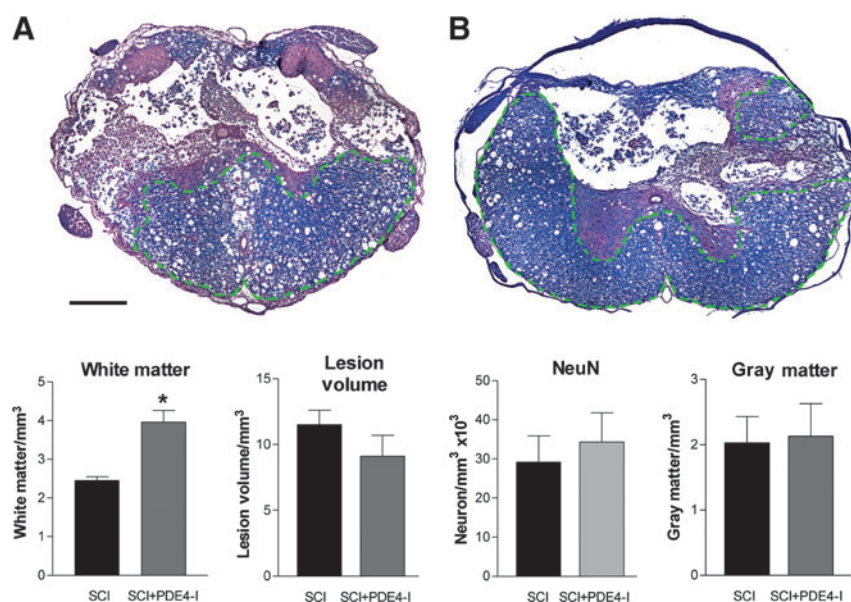 A
B
White matter
White matter/mm³
5
4
3
2
1
0
*
SCI
SCI+PDE4-I
Lesion
volume
Lesion volume/mm³
15
10
5
0
SCI
SCI+PDE4-I
NeuN
Neuron/mm³ x10³
50
40
30
20
10
0
SCI
SCI+PDE4-I
Gray matter
Gray matter/mm³
3
2
1
0
SCI
SCI+PDE4-I